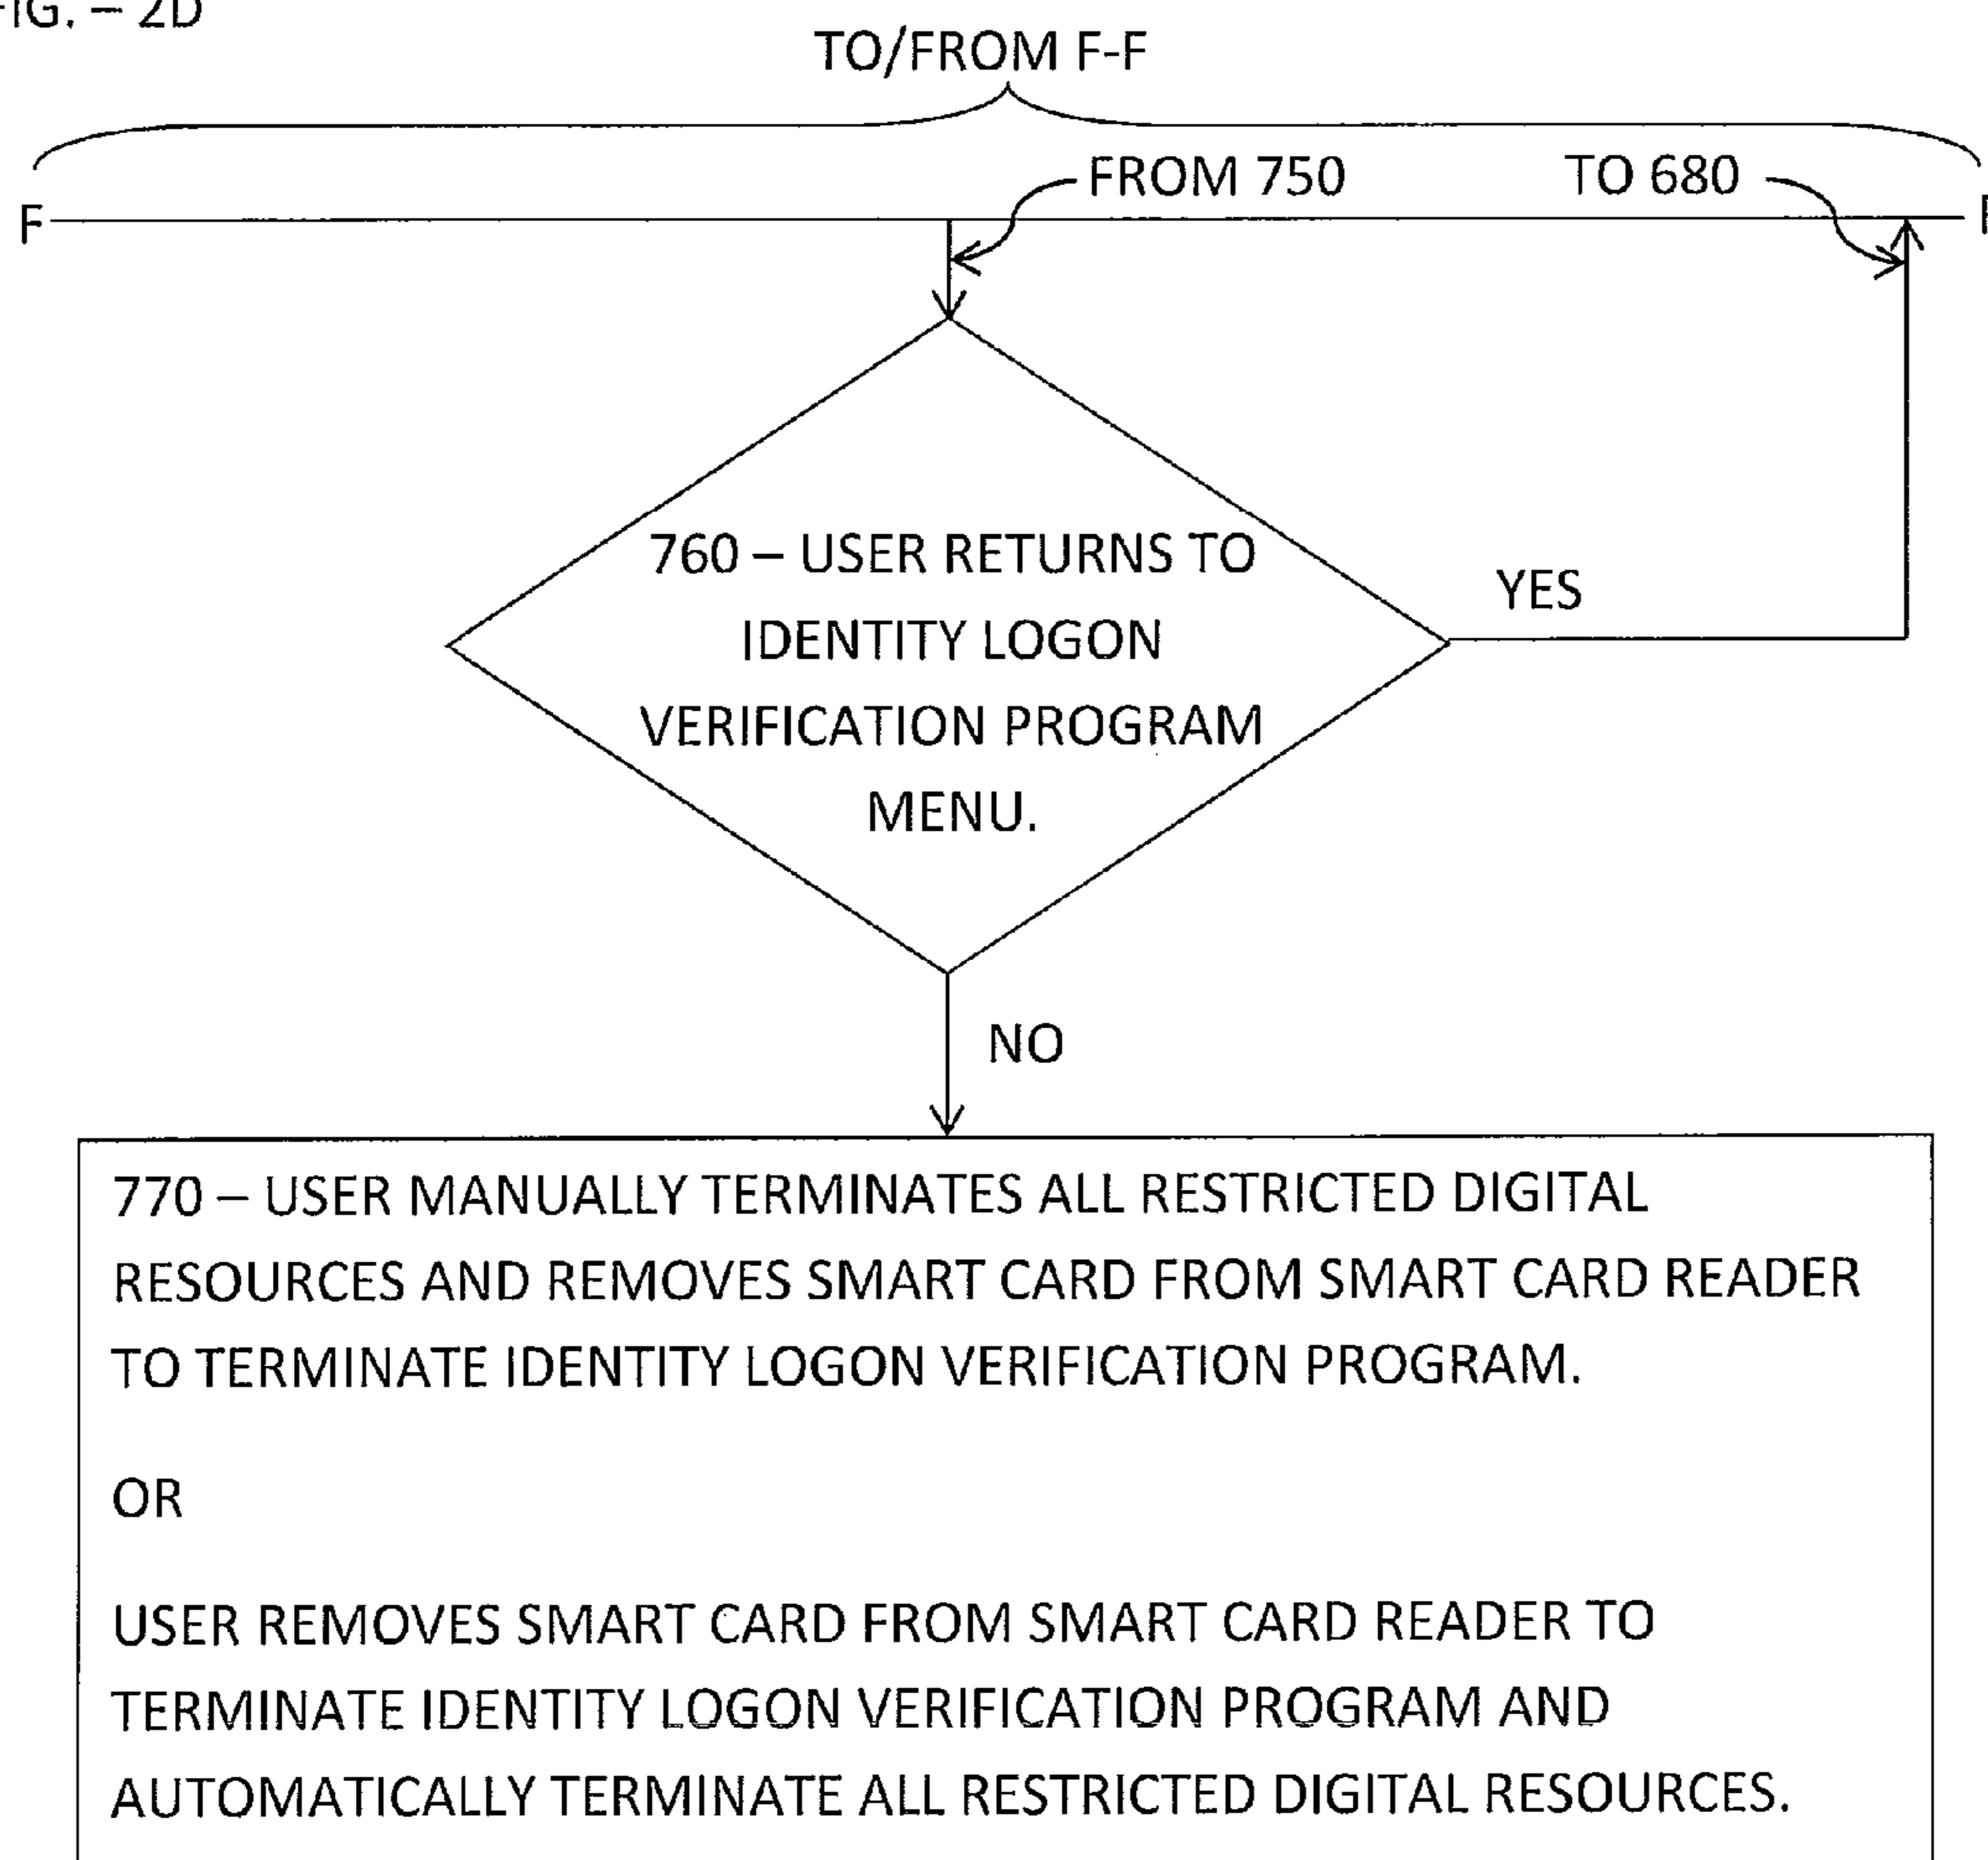 FIG. – 2D
TO/FROM F-F
FROM 750
TO 680
F
760 – USER RETURNS TO
IDENTITY LOGON
VERIFICATION PROGRAM
MENU.
YES
NO
770 – USER MANUALLY TERMINATES ALL RESTRICTED DIGITAL
RESOURCES AND REMOVES SMART CARD FROM SMART CARD READER
TO TERMINATE IDENTITY LOGON VERIFICATION PROGRAM.
OR
USER REMOVES SMART CARD FROM SMART CARD READER TO
TERMINATE IDENTITY LOGON VERIFICATION PROGRAM AND
AUTOMATICALLY TERMINATE ALL RESTRICTED DIGITAL RESOURCES.